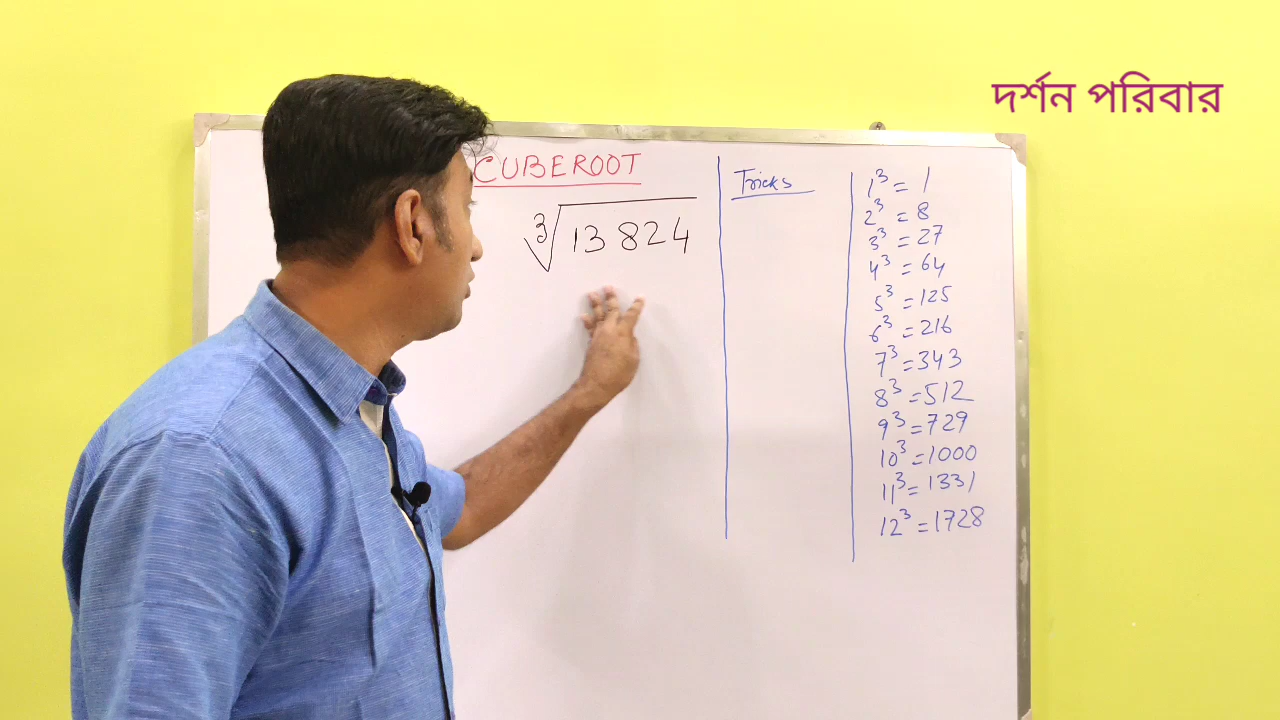 দর্শন পরিবার
CUBEROOT
∛13824
Tricks
1³ = 1
2³ = 8
3³ = 27
4³ = 64
5³ = 125
6³ = 216
7³ = 343
8³ = 512
9³ = 729
10³ = 1000
11³ = 1331
12³ = 1728